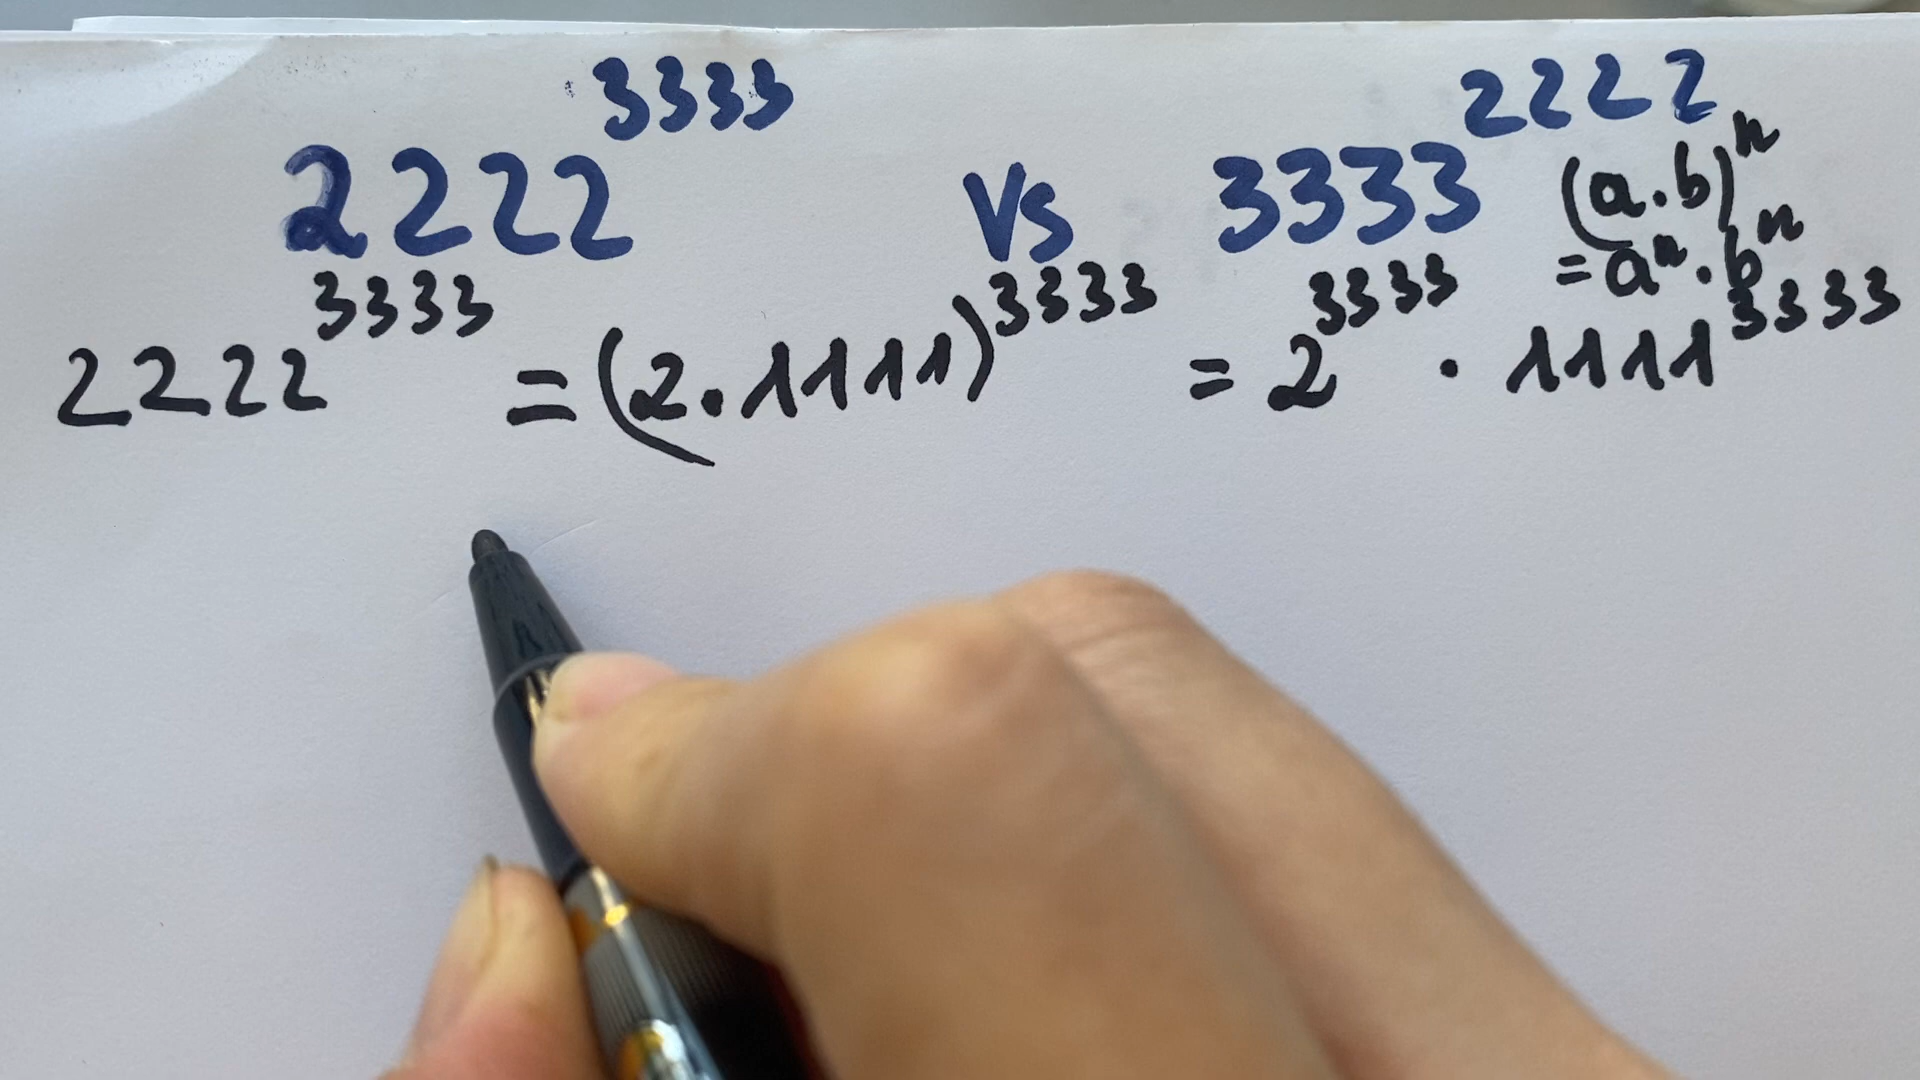 2222^3333 Vs 3333^2222
(a.b)^n
= a^n . b^n
2222^3333 = (2.1111)^3333 = 2^3333 . 1111^3333